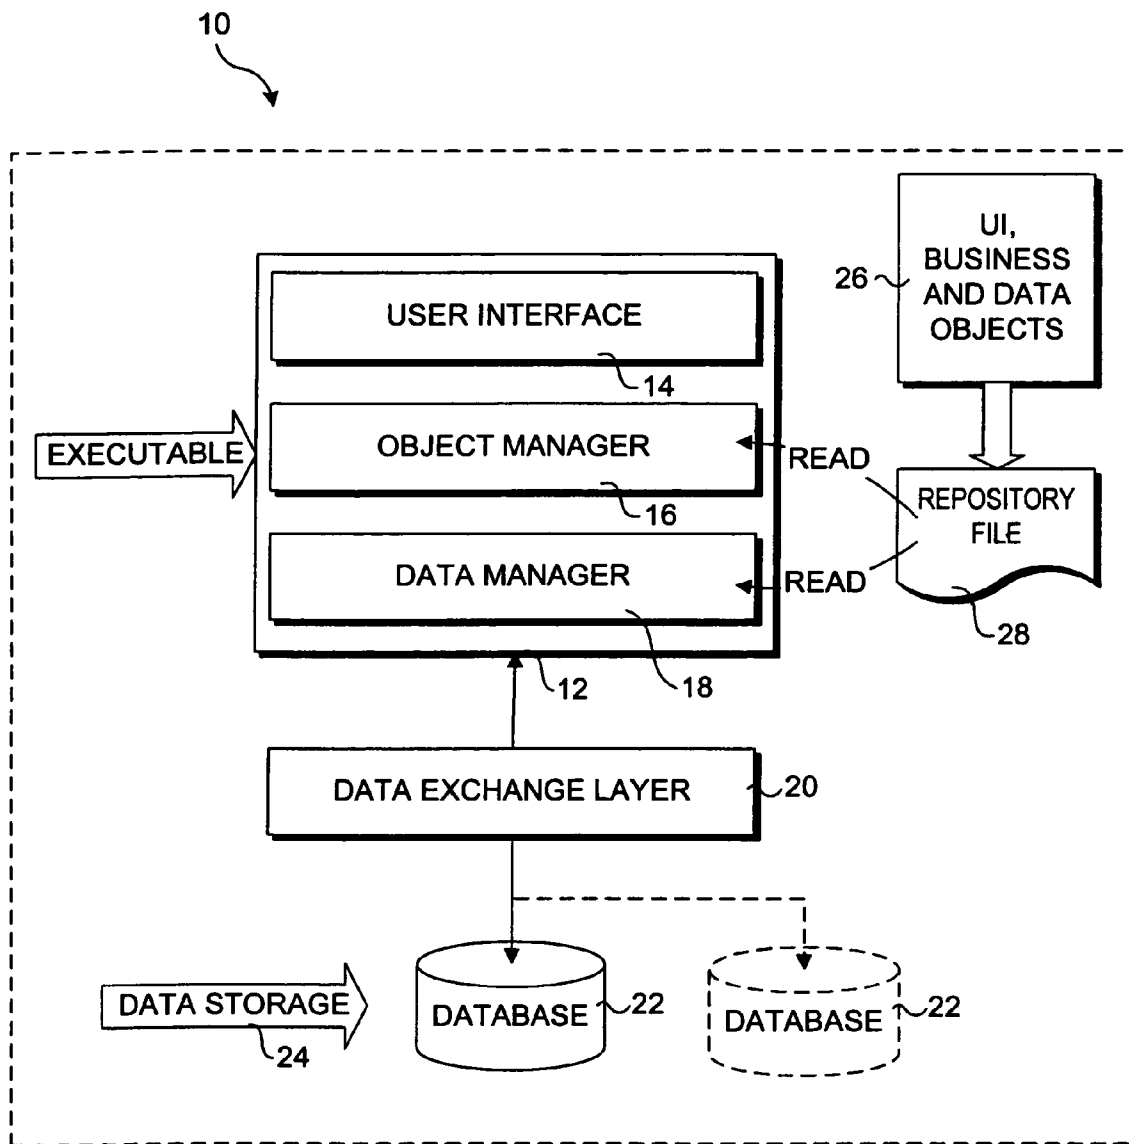 10
UI,
BUSINESS
AND DATA
OBJECTS
26
USER INTERFACE
14
EXECUTABLE
OBJECT MANAGER
16
READ
REPOSITORY
FILE
28
DATA MANAGER
18
READ
12
DATA EXCHANGE LAYER
20
DATA STORAGE
24
DATABASE
22
DATABASE
22